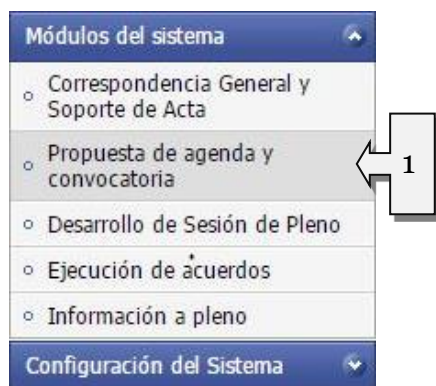 Módulos del sistema
Correspondencia General y
Soporte de Acta
Propuesta de agenda y
convocatoria
1
Desarrollo de Sesión de Pleno
Ejecución de acuerdos
Información a pleno
Configuración del Sistema